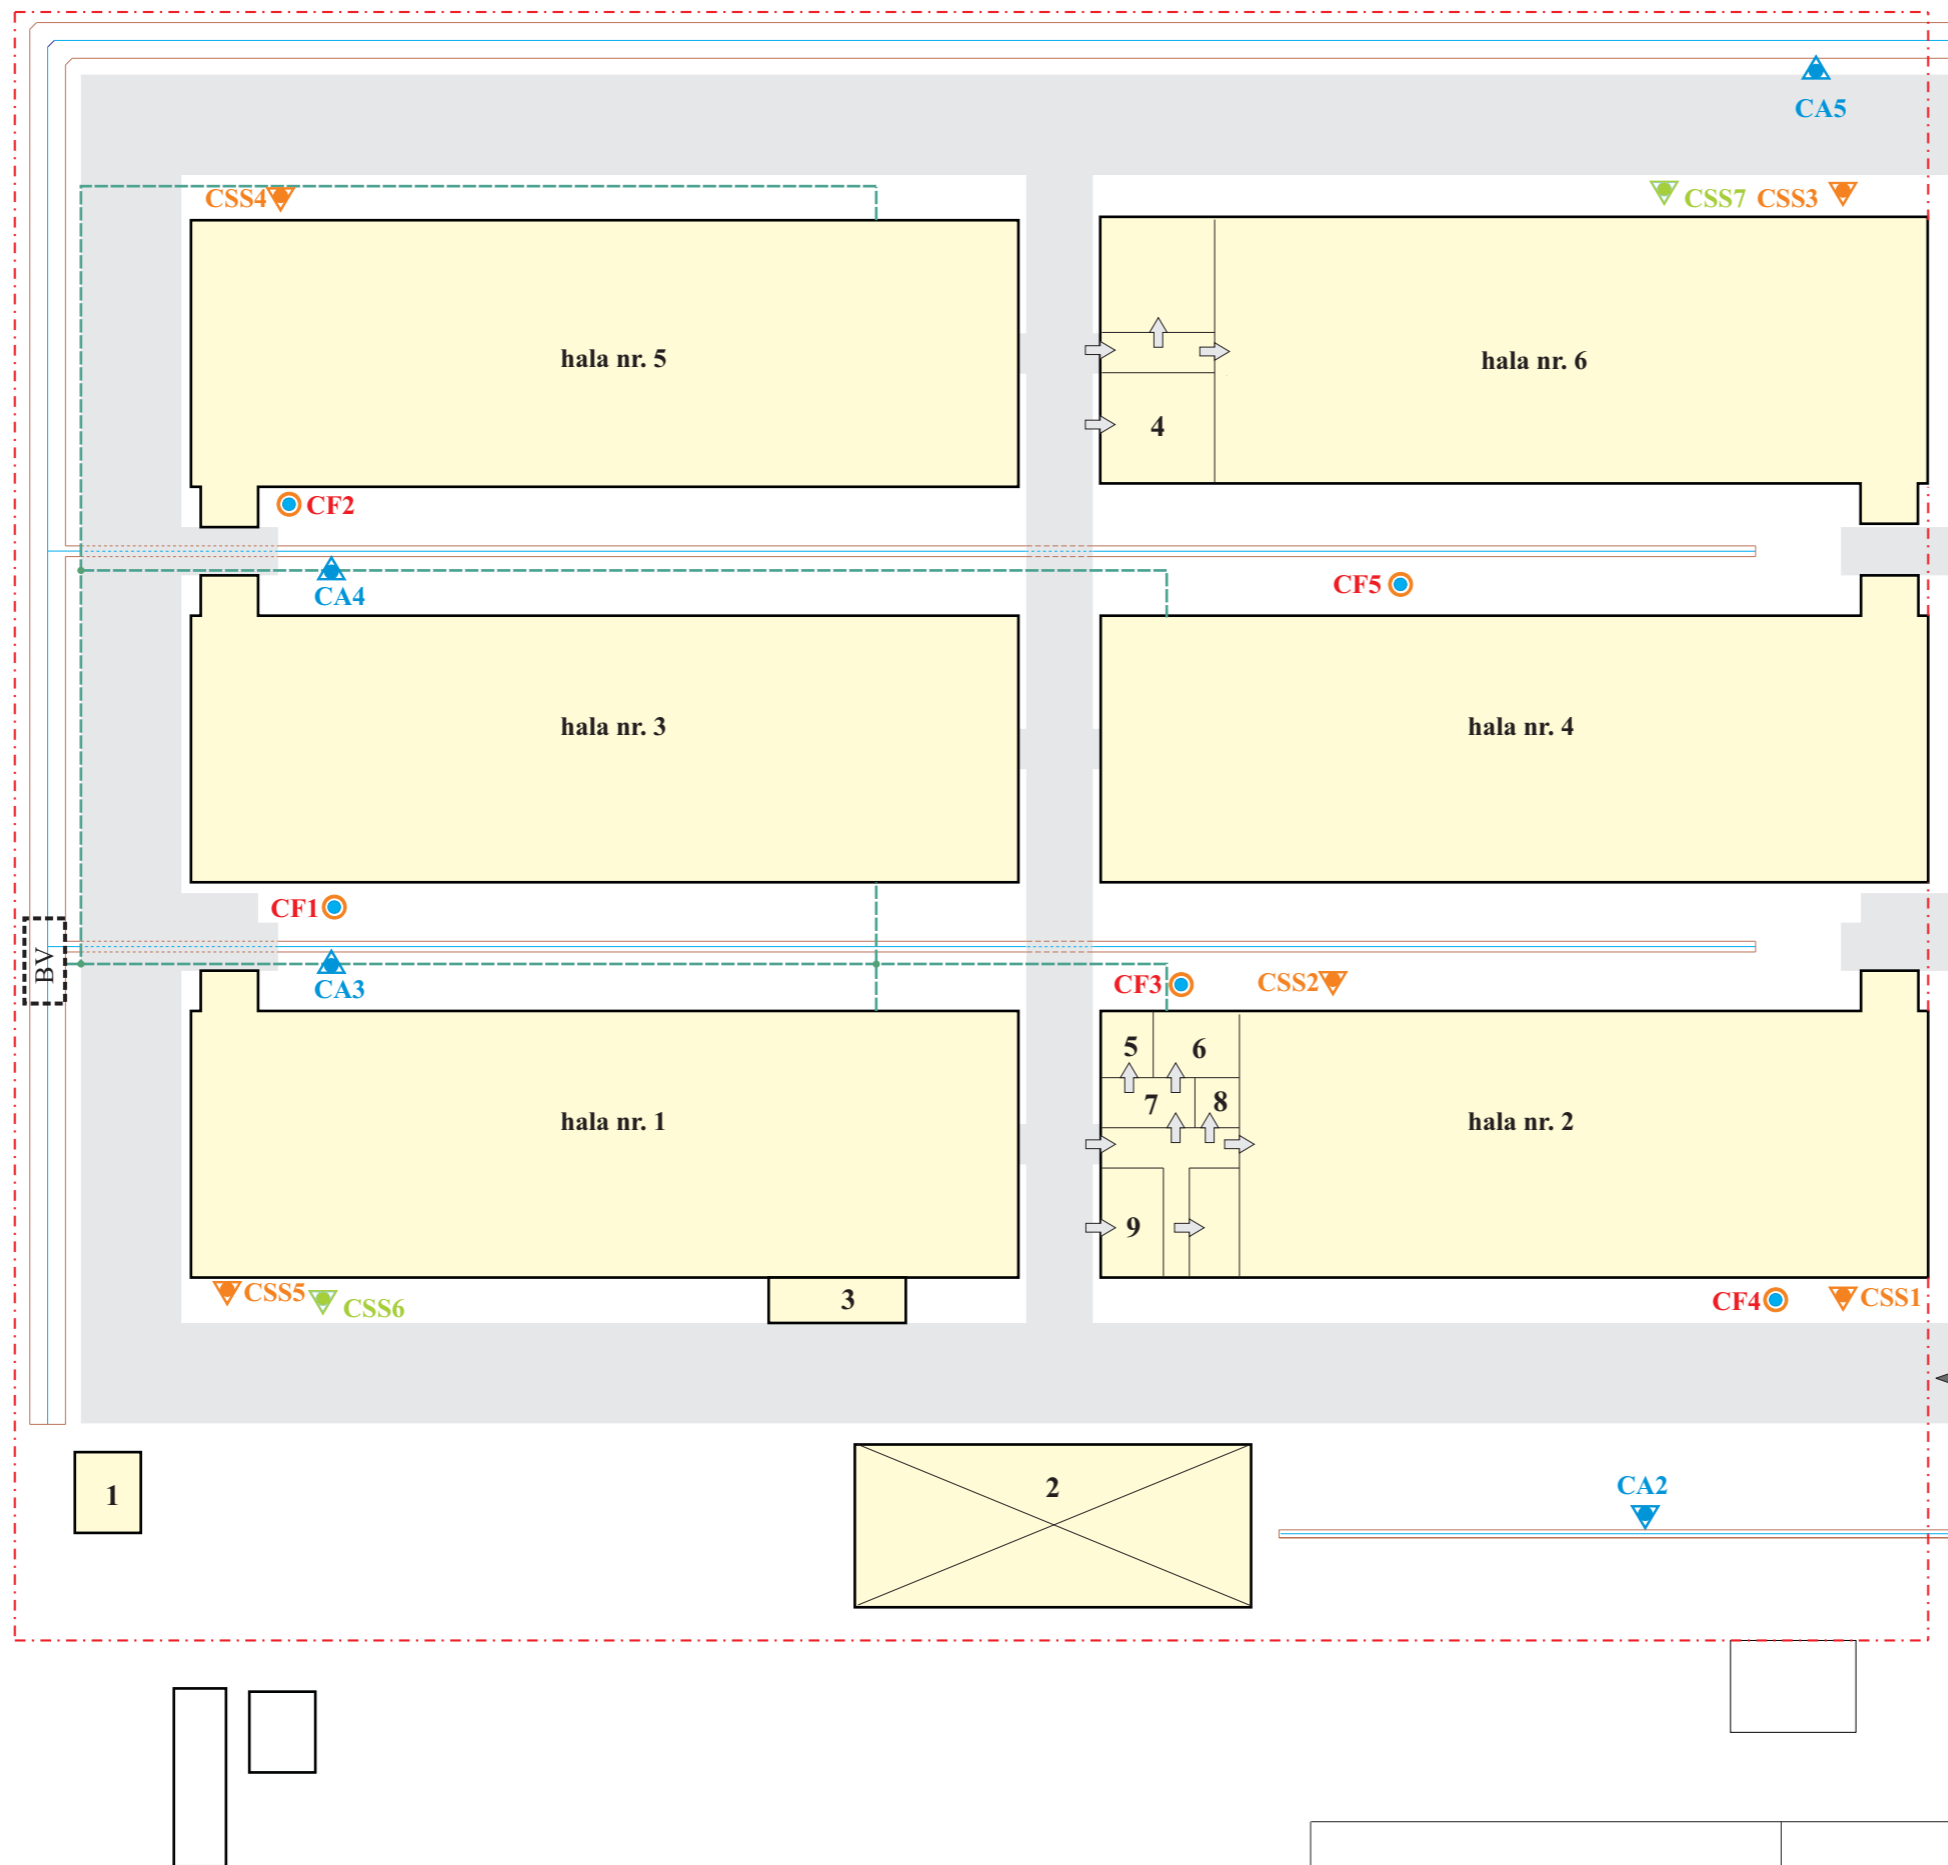 CA5
CSS4
CSS7 CSS3
hala nr. 5
hala nr. 6
4
CF2
CA4
CF5
hala nr. 3
hala nr. 4
CF1
BV
CA3
CF3
CSS2
5
6
7
8
hala nr. 1
hala nr. 2
9
CSS5
CSS6
3
CF4
CSS1
1
2
CA2